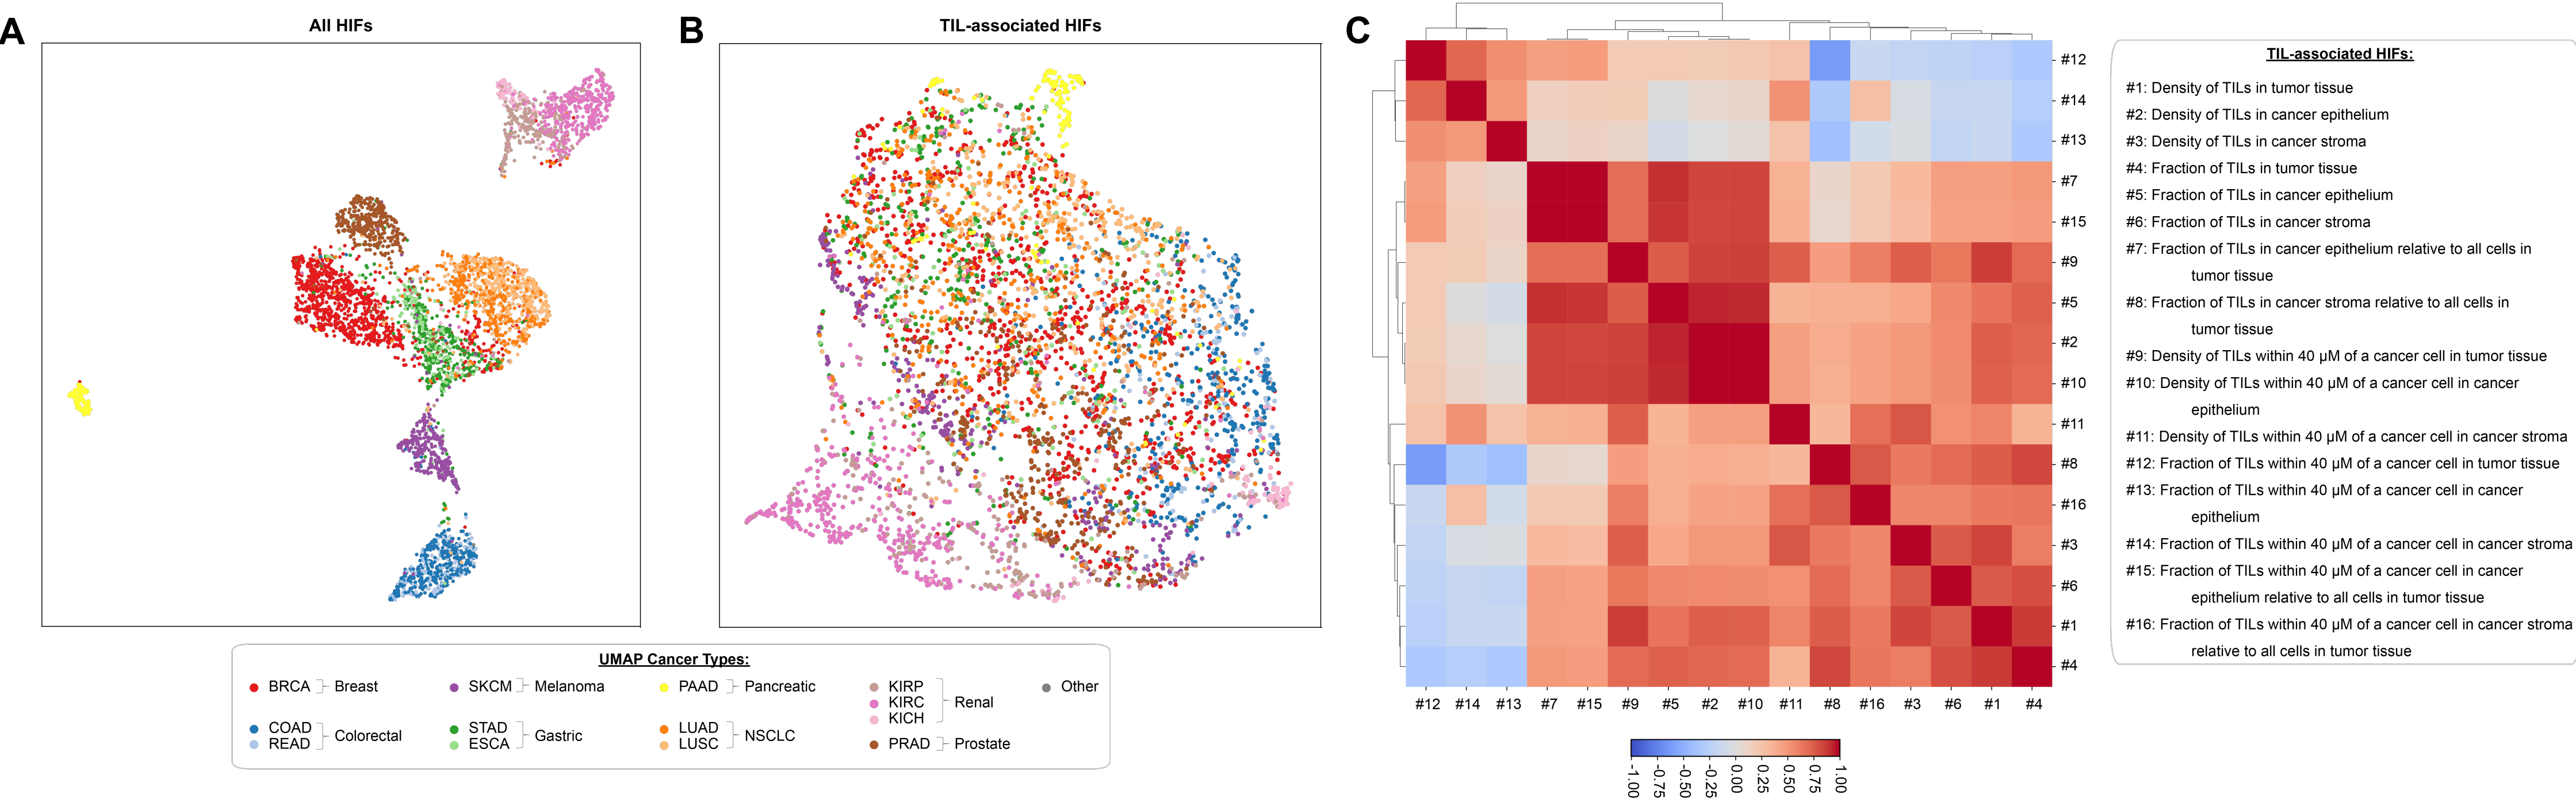 A
All HIFs
B
TIL-associated HIFs
C
#12
#14
#13
#7
#15
#9
#5
#2
#10
#11
#8
#16
#3
#6
#1
#4
#12 #14 #13 #7 #15 #9 #5 #2 #10 #11 #8 #16 #3 #6 #1 #4
-1.00 -0.75 -0.50 -0.25 0.00 0.25 0.50 0.75 1.00
TIL-associated HIFs:
#1: Density of TILs in tumor tissue
#2: Density of TILs in cancer epithelium
#3: Density of TILs in cancer stroma
#4: Fraction of TILs in tumor tissue
#5: Fraction of TILs in cancer epithelium
#6: Fraction of TILs in cancer stroma
#7: Fraction of TILs in cancer epithelium relative to all cells in
tumor tissue
#8: Fraction of TILs in cancer stroma relative to all cells in
tumor tissue
#9: Density of TILs within 40 µM of a cancer cell in tumor tissue
#10: Density of TILs within 40 µM of a cancer cell in cancer
epithelium
#11: Density of TILs within 40 µM of a cancer cell in cancer stroma
#12: Fraction of TILs within 40 µM of a cancer cell in tumor tissue
#13: Fraction of TILs within 40 µM of a cancer cell in cancer
epithelium
#14: Fraction of TILs within 40 µM of a cancer cell in cancer stroma
#15: Fraction of TILs within 40 µM of a cancer cell in cancer
epithelium relative to all cells in tumor tissue
#16: Fraction of TILs within 40 µM of a cancer cell in cancer stroma
relative to all cells in tumor tissue
UMAP Cancer Types:
BRCA Breast
COAD
READ
Colorectal
SKCM Melanoma
STAD
ESCA
Gastric
PAAD Pancreatic
LUAD
LUSC
NSCLC
KIRP
KIRC
KICH
Renal
PRAD Prostate
Other